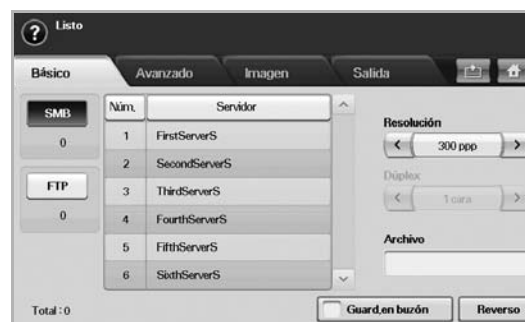 ? Listo
Básico Avanzado Imagen Salida
SMB
0
FTP
0
Núm. Servidor
1 FirstServerS
2 SecondServerS
3 ThirdServerS
4 FourthServerS
5 FifthServerS
6 SixthServerS
Resolución
300 ppp
Dúplex
1 cara
Archivo
Total : 0
Guard,en buzón
Reverso